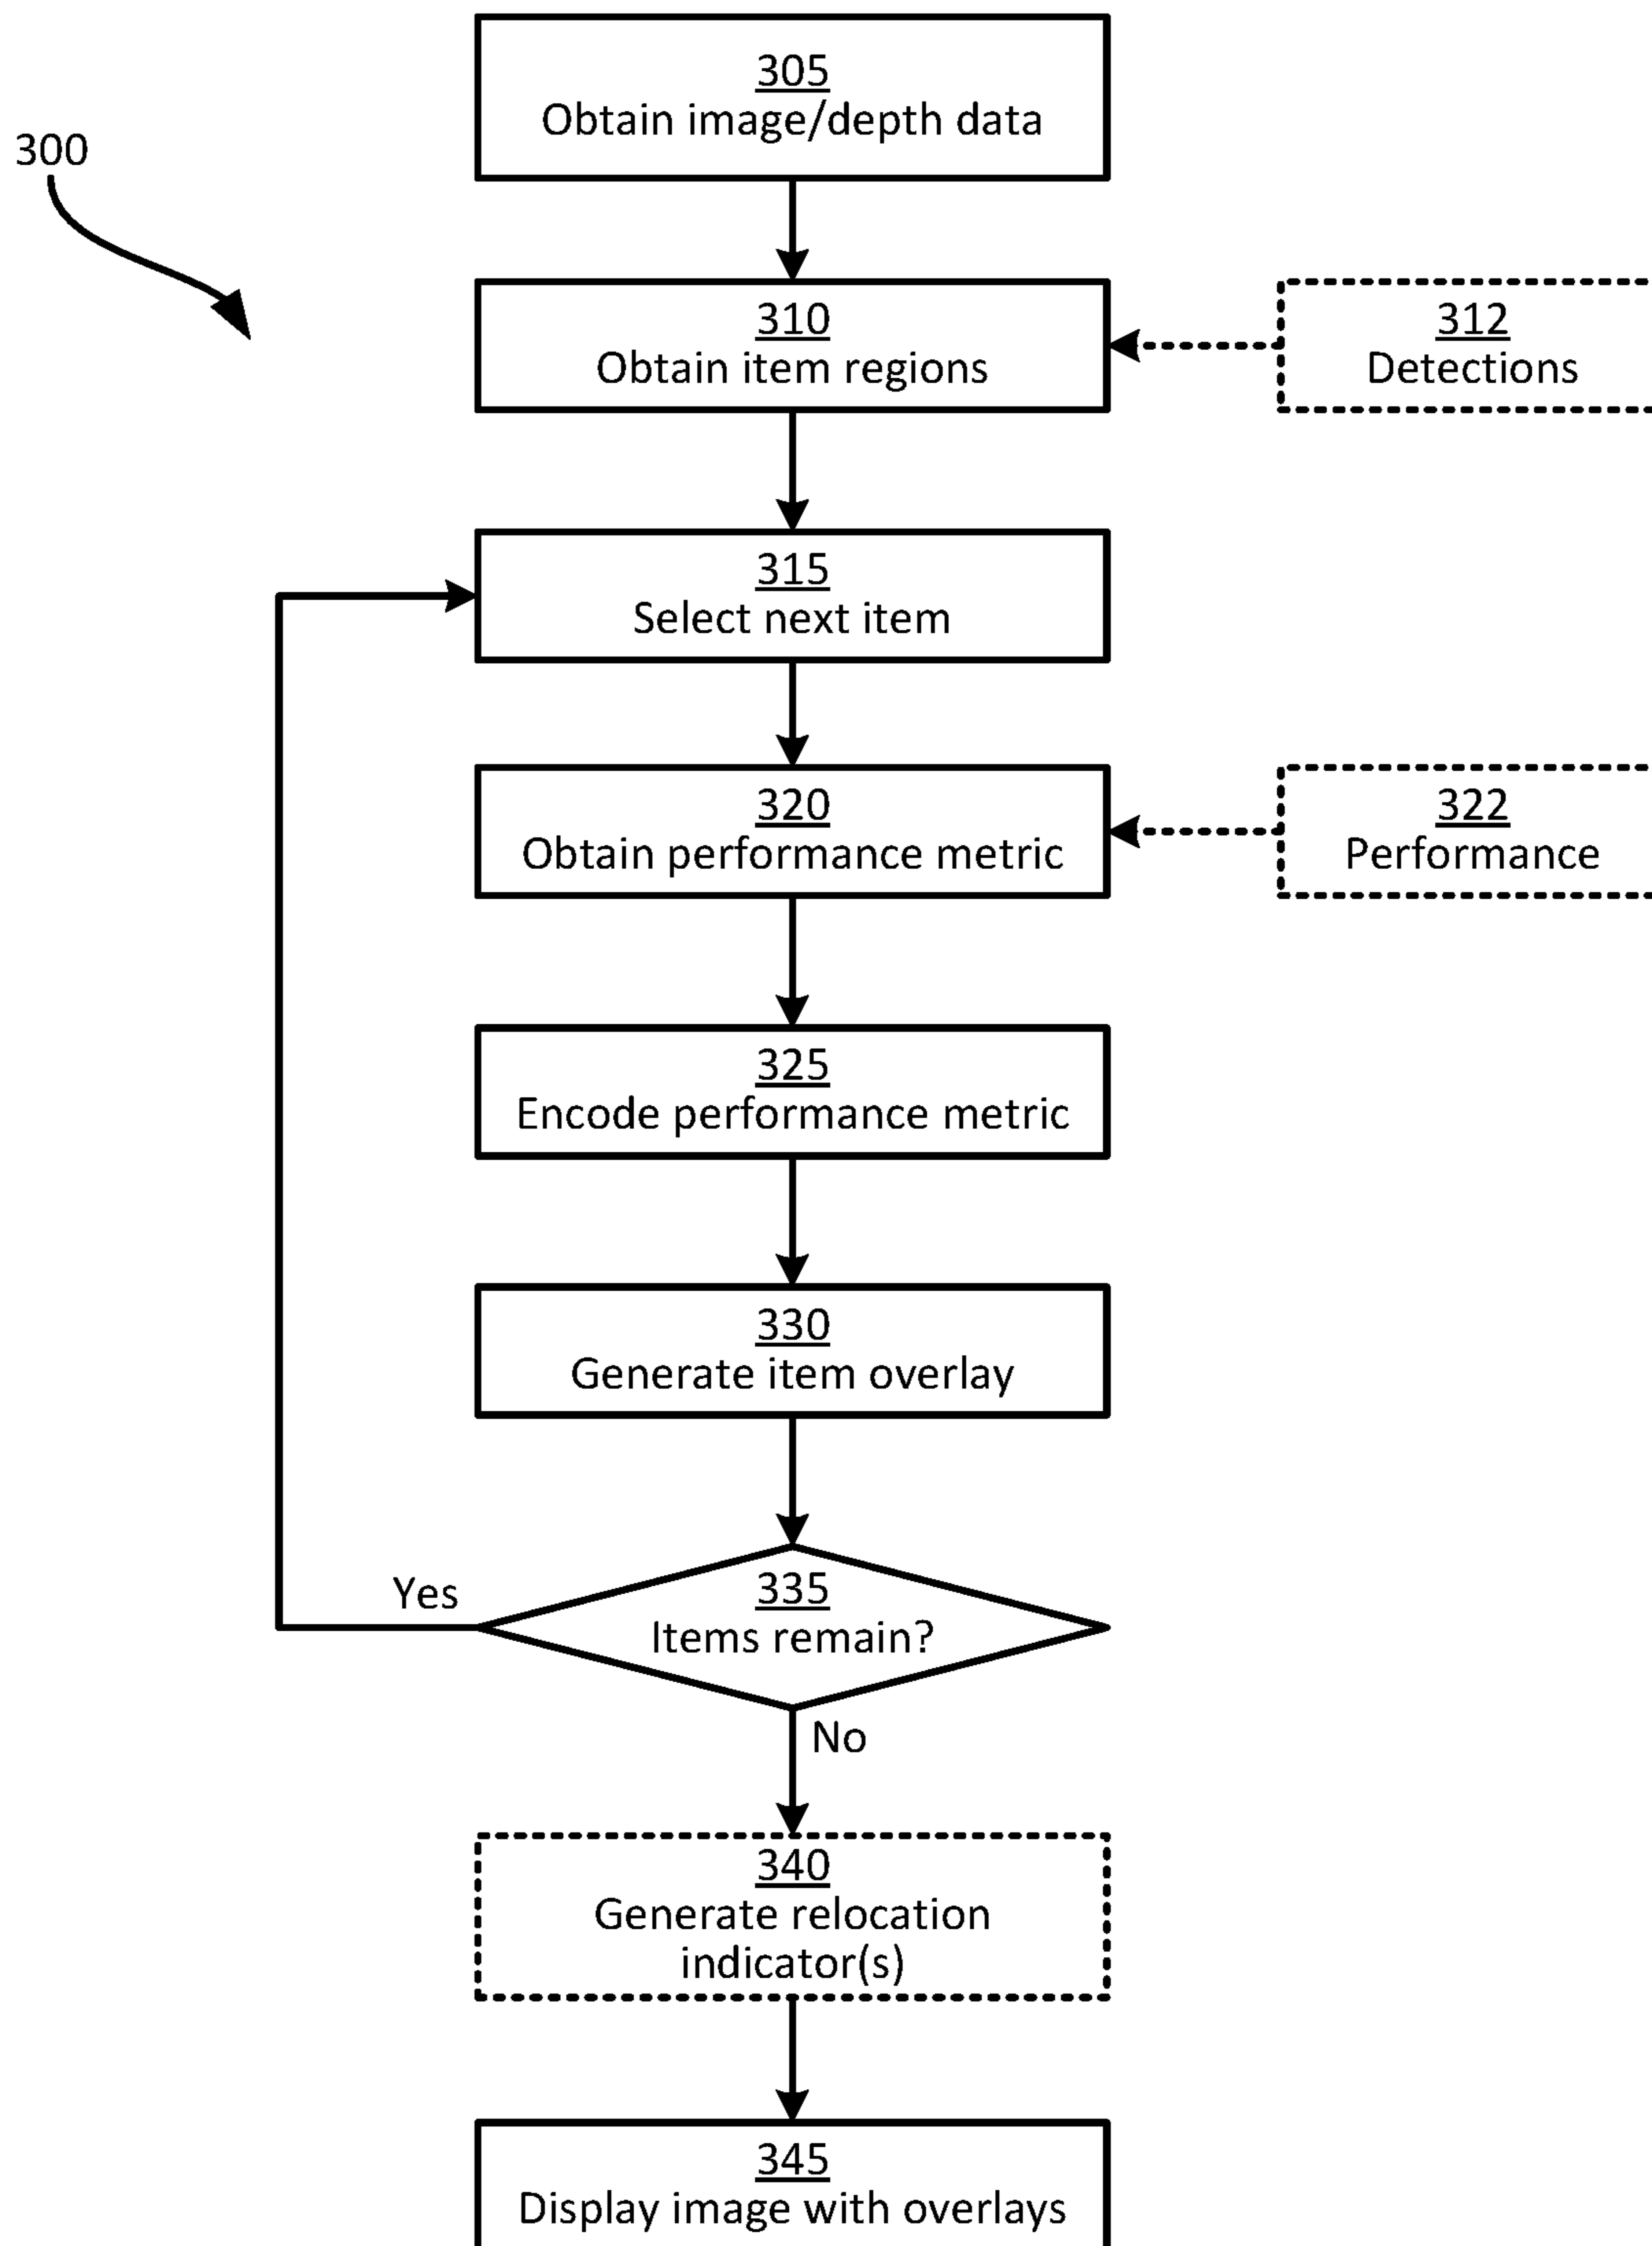 305
Obtain image/depth data
300
310
Obtain item regions
312
Detections
315
Select next item
320
Obtain performance metric
322
Performance
325
Encode performance metric
330
Generate item overlay
335
Items remain?
Yes
No
340
Generate relocation
indicator(s)
345
Display image with overlays